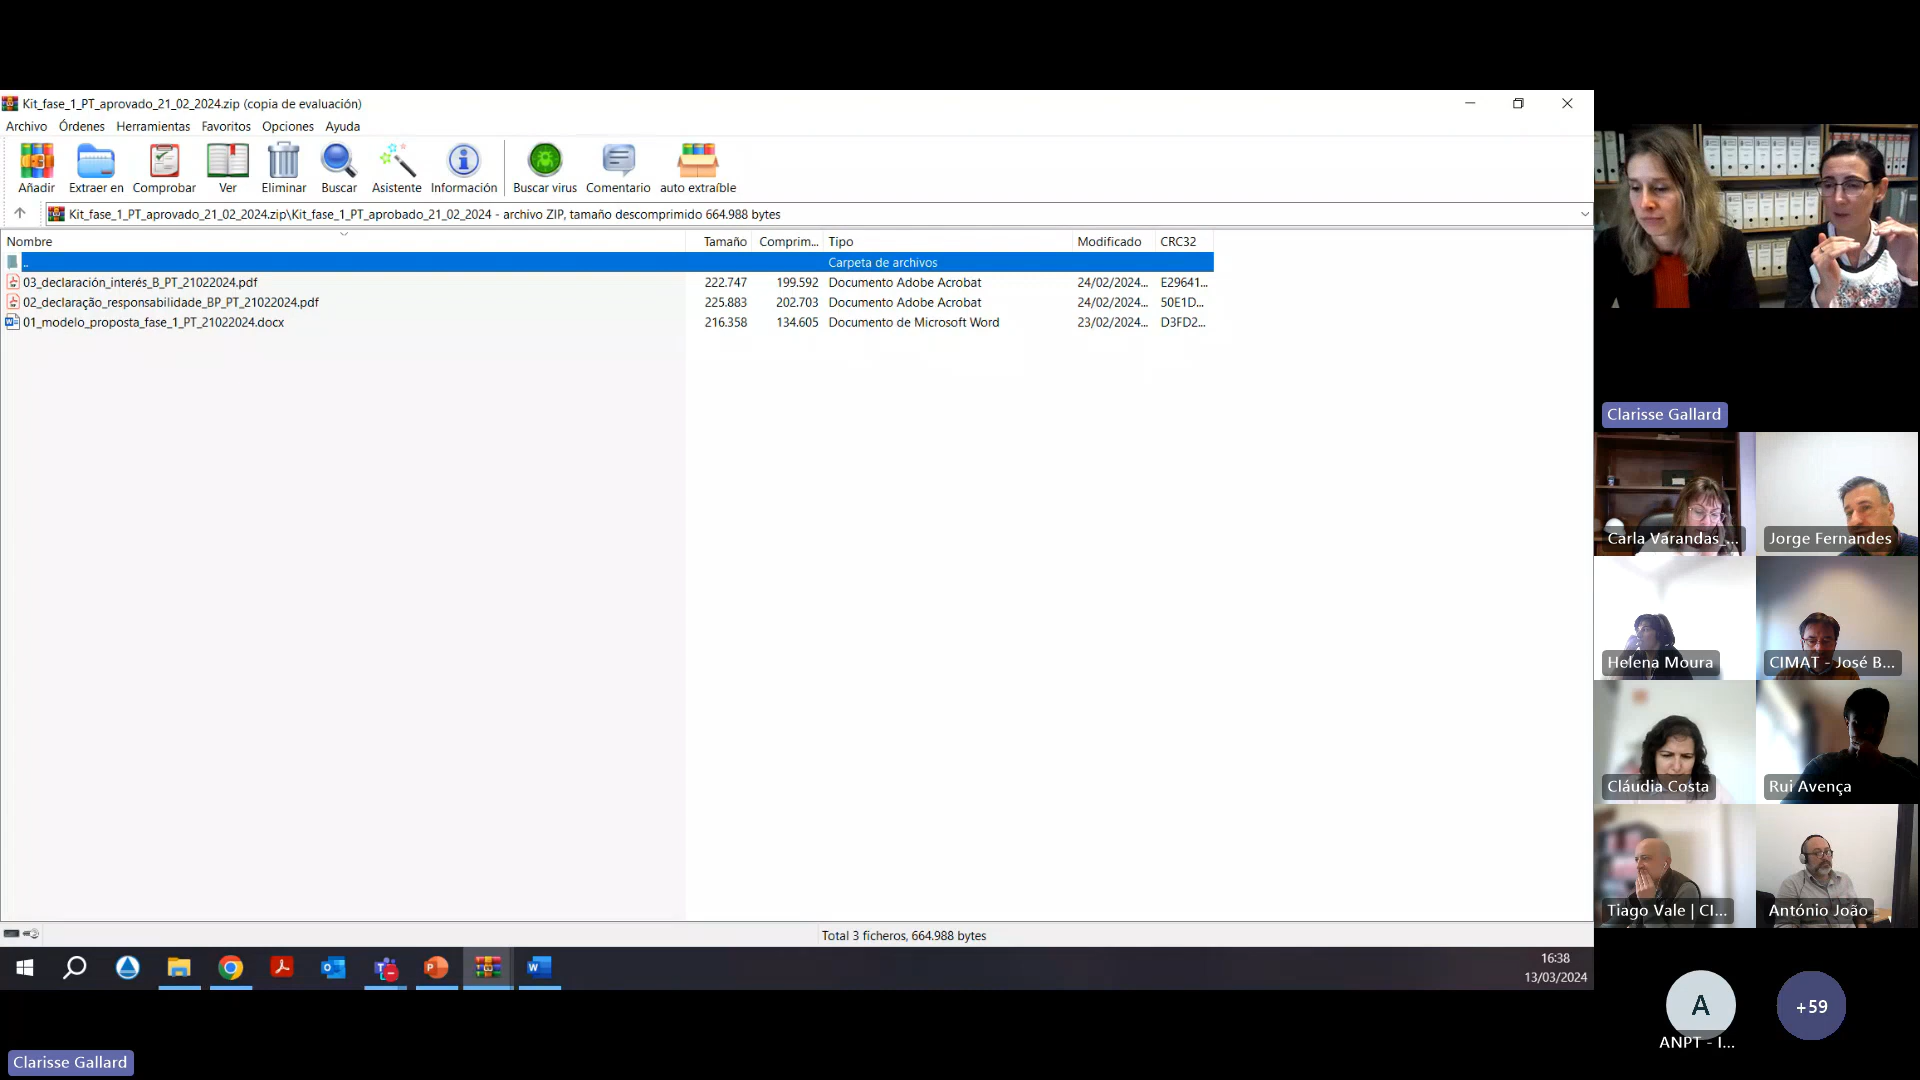 Kit_fase_1_PT_aprovado_21_02_2024.zip (copia de evaluación)
Archivo Órdenes Herramientas Favoritos Opciones Ayuda
Añadir Extraer en Comprobar Ver Eliminar Buscar Asistente Información Buscar virus Comentario auto extraíble
Kit_fase_1_PT_aprovado_21_02_2024.zip\Kit_fase_1_PT_aprobado_21_02_2024 - archivo ZIP, tamaño descomprimido 664.988 bytes
Nombre Tamaño Comprim... Tipo Modificado CRC32
.. Carpeta de archivos
03_declaración_interés_B_PT_21022024.pdf 222.747 199.592 Documento Adobe Acrobat 24/02/2024... E29641...
02_declaração_responsabilidade_BP_PT_21022024.pdf 225.883 202.703 Documento Adobe Acrobat 24/02/2024... 50E1D...
01_modelo_proposta_fase_1_PT_21022024.docx 216.358 134.605 Documento de Microsoft Word 23/02/2024... D3FD2...
Total 3 ficheros, 664.988 bytes
16:38
13/03/2024
Clarisse Gallard
Clarisse Gallard
Carla Varandas_... Jorge Fernandes
Helena Moura CIMAT - José B...
Cláudia Costa Rui Avença
Tiago Vale | CI... António João
A +59
ANPT - I...